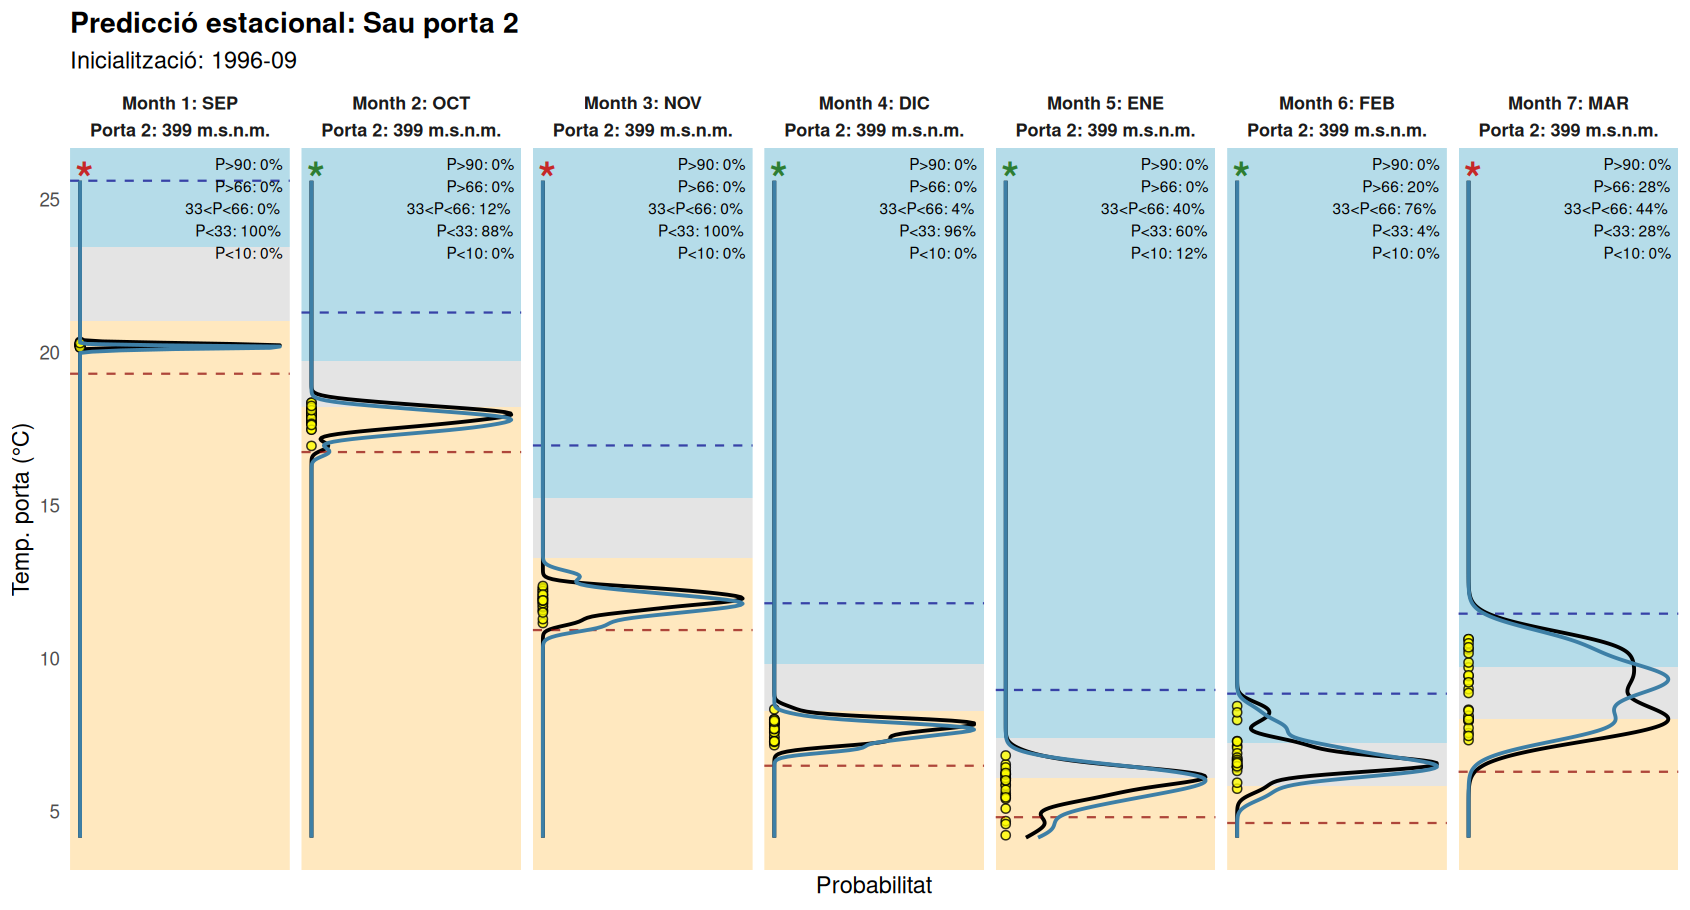 Predicció estacional: Sau porta 2
Inicialització: 1996-09
Month 1: SEP
Porta 2: 399 m.s.n.m.
Month 2: OCT
Porta 2: 399 m.s.n.m.
Month 3: NOV
Porta 2: 399 m.s.n.m.
Month 4: DIC
Porta 2: 399 m.s.n.m.
Month 5: ENE
Porta 2: 399 m.s.n.m.
Month 6: FEB
Porta 2: 399 m.s.n.m.
Month 7: MAR
Porta 2: 399 m.s.n.m.
*
P>90: 0%
P>66: 0%
33<P<66: 0%
P<33: 100%
P<10: 0%
*
P>90: 0%
P>66: 0%
33<P<66: 12%
P<33: 88%
P<10: 0%
*
P>90: 0%
P>66: 0%
33<P<66: 0%
P<33: 100%
P<10: 0%
*
P>90: 0%
P>66: 0%
33<P<66: 4%
P<33: 96%
P<10: 0%
*
P>90: 0%
P>66: 0%
33<P<66: 40%
P<33: 60%
P<10: 12%
*
P>90: 0%
P>66: 20%
33<P<66: 76%
P<33: 4%
P<10: 0%
*
P>90: 0%
P>66: 28%
33<P<66: 44%
P<33: 28%
P<10: 0%
25
20
15
10
5
Temp. porta (°C)
Probabilitat